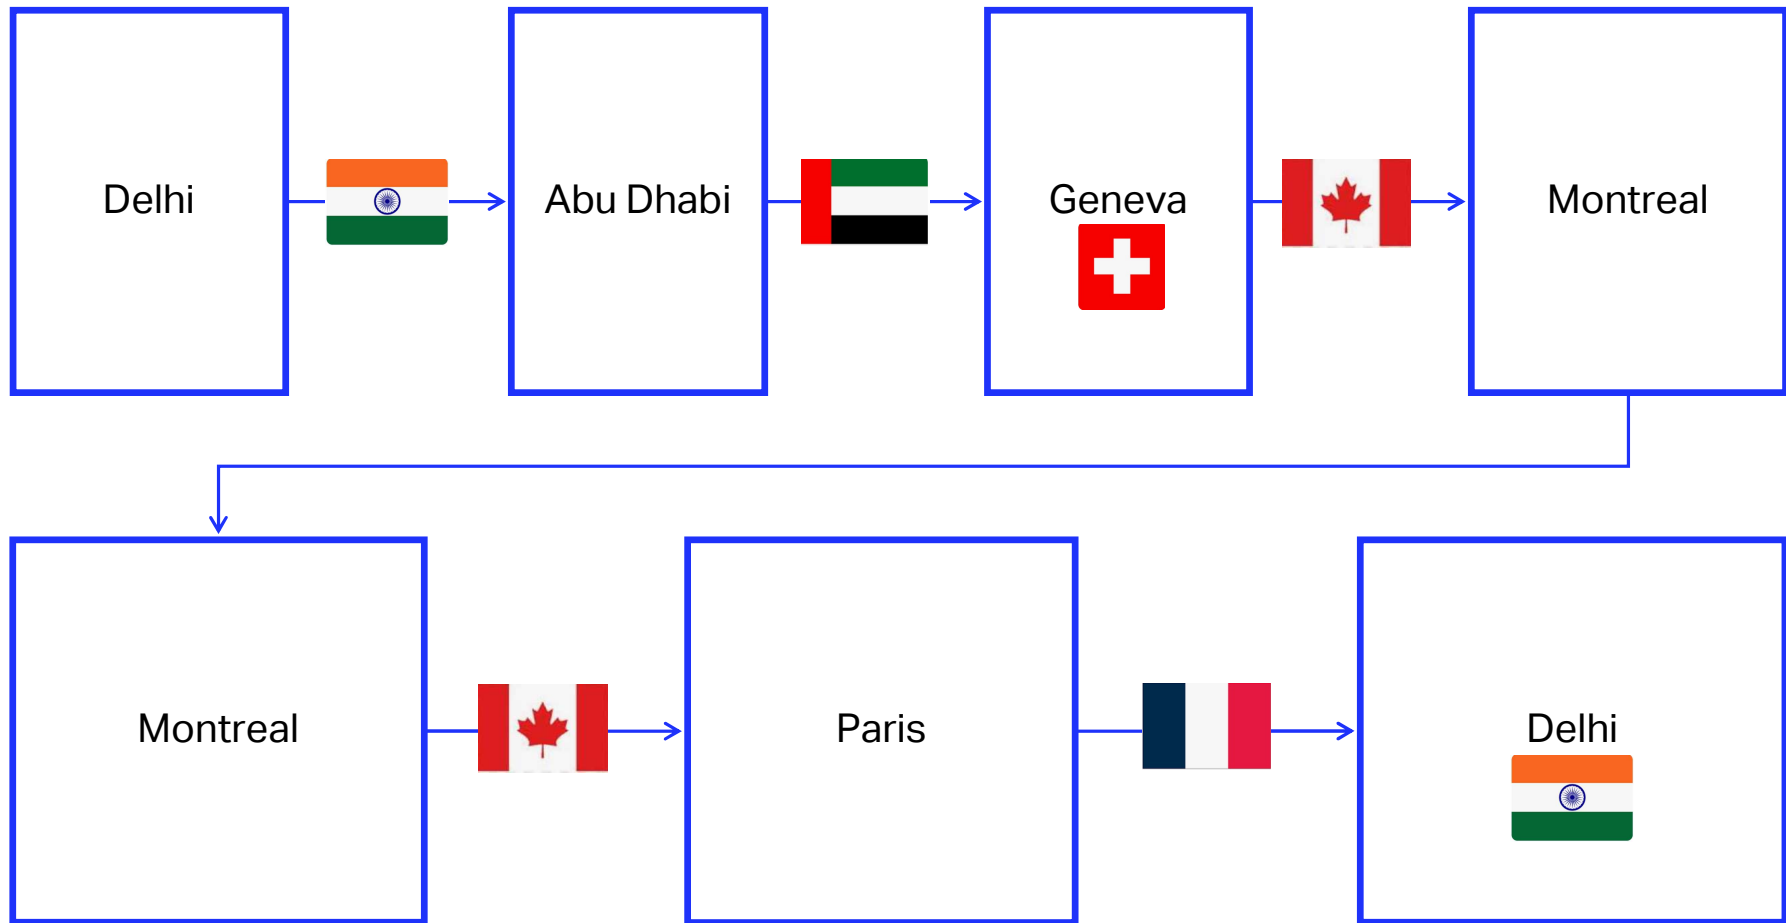 Delhi
Abu Dhabi
Geneva
Montreal
Montreal
Paris
Delhi